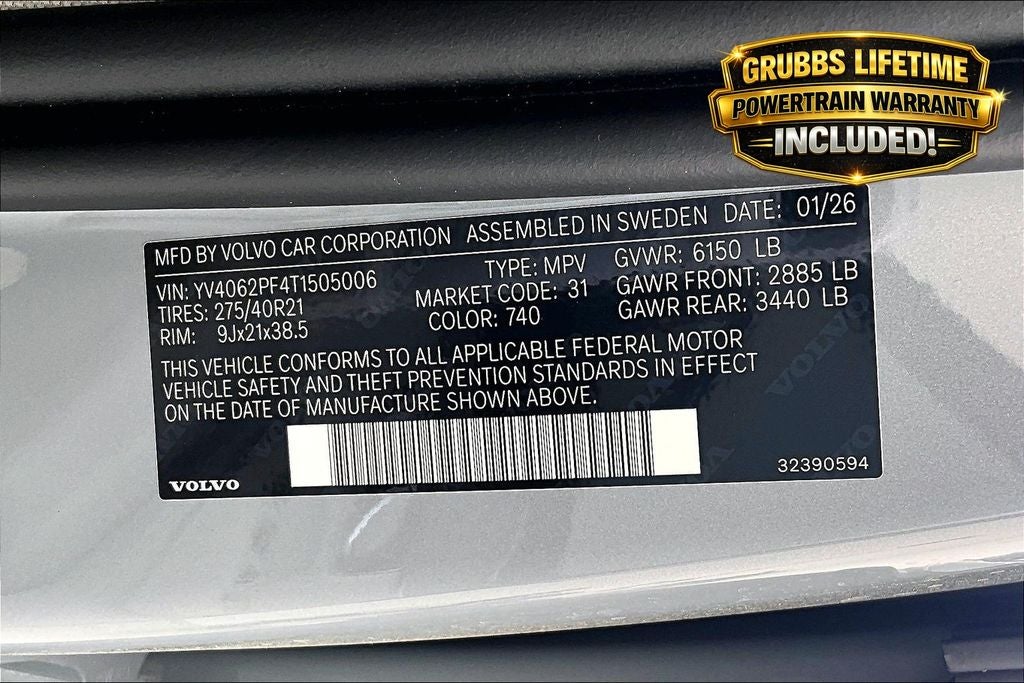 GRUBBS LIFETIME
POWERTRAIN WARRANTY
INCLUDED!
MFD BY VOLVO CAR CORPORATION ASSEMBLED IN SWEDEN DATE: 01/26
VIN: YV4062PF4T1505006 TYPE: MPV GVWR: 6150 LB
TIRES: 275/40R21 MARKET CODE: 31 GAWR FRONT: 2885 LB
RIM: 9Jx21x38.5 COLOR: 740 GAWR REAR: 3440 LB
THIS VEHICLE CONFORMS TO ALL APPLICABLE FEDERAL MOTOR
VEHICLE SAFETY AND THEFT PREVENTION STANDARDS IN EFFECT
ON THE DATE OF MANUFACTURE SHOWN ABOVE.
VOLVO 32390594
VOLVO
VOLVO